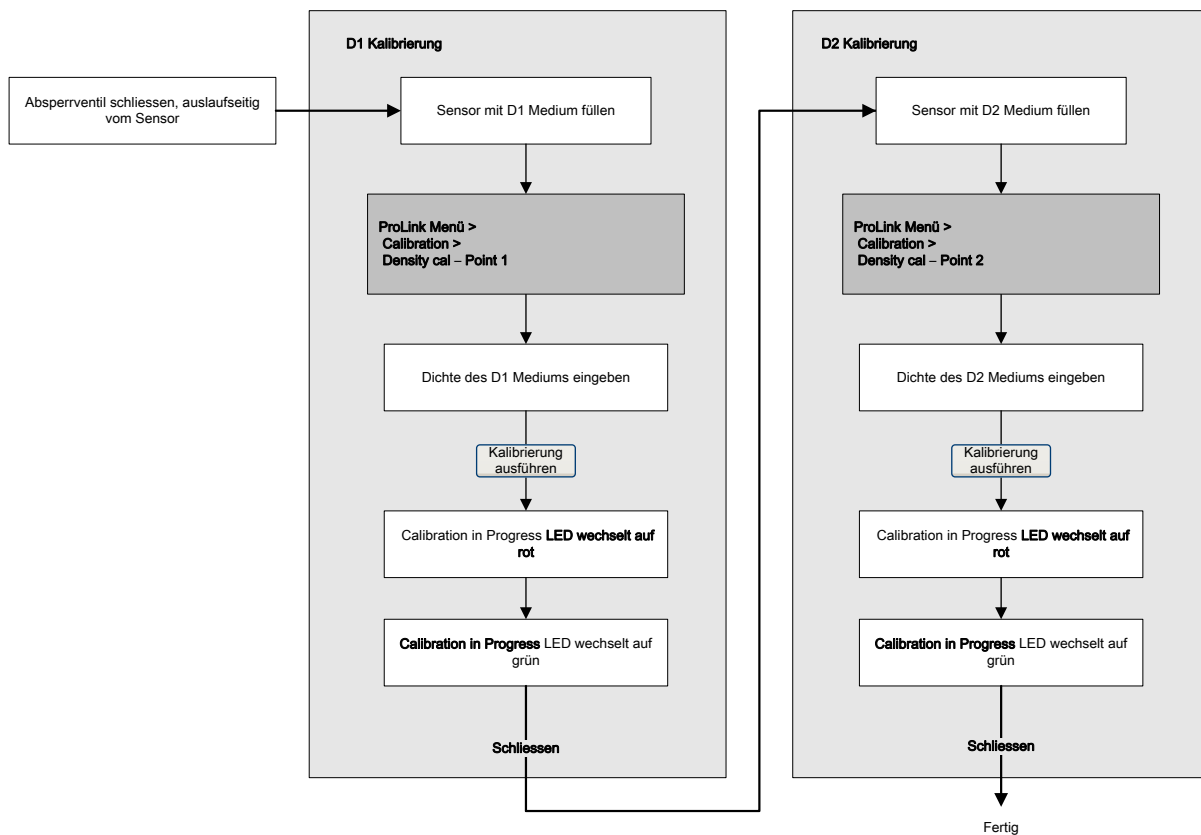 Absperrventil schliessen, auslaufseitig
vom Sensor
D1 Kalibrierung
Sensor mit D1 Medium füllen
ProLink Menü >
Calibration >
Density cal – Point 1
Dichte des D1 Mediums eingeben
Kalibrierung
ausführen
Calibration in Progress LED wechselt auf
rot
Calibration in Progress LED wechselt auf
grün
Schliessen
D2 Kalibrierung
Sensor mit D2 Medium füllen
ProLink Menü >
Calibration >
Density cal – Point 2
Dichte des D2 Mediums eingeben
Kalibrierung
ausführen
Calibration in Progress LED wechselt auf
rot
Calibration in Progress LED wechselt auf
grün
Schliessen
Fertig